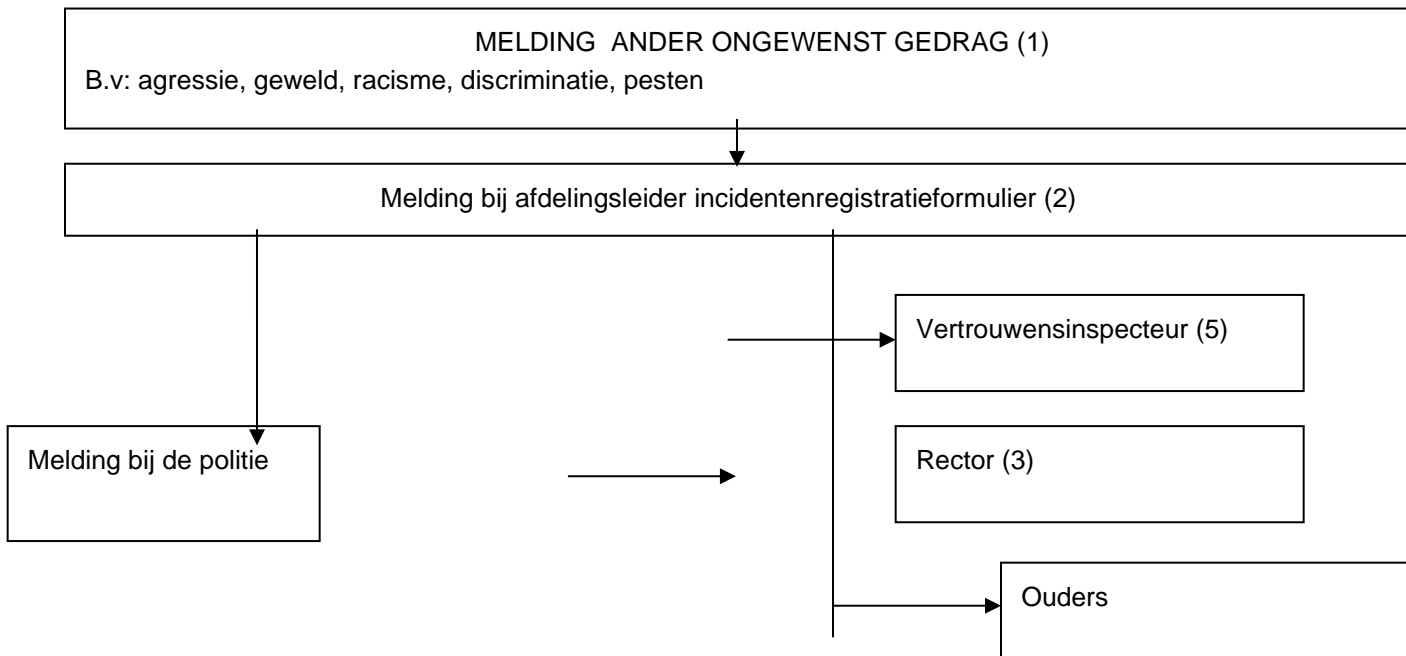 MELDING  ANDER ONGEWENST GEDRAG (1)
B.v: agressie, geweld, racisme, discriminatie, pesten
Melding bij afdelingsleider incidentenregistratieformulier (2)
Vertrouwensinspecteur (5)
Melding bij de politie
Rector (3)
Ouders